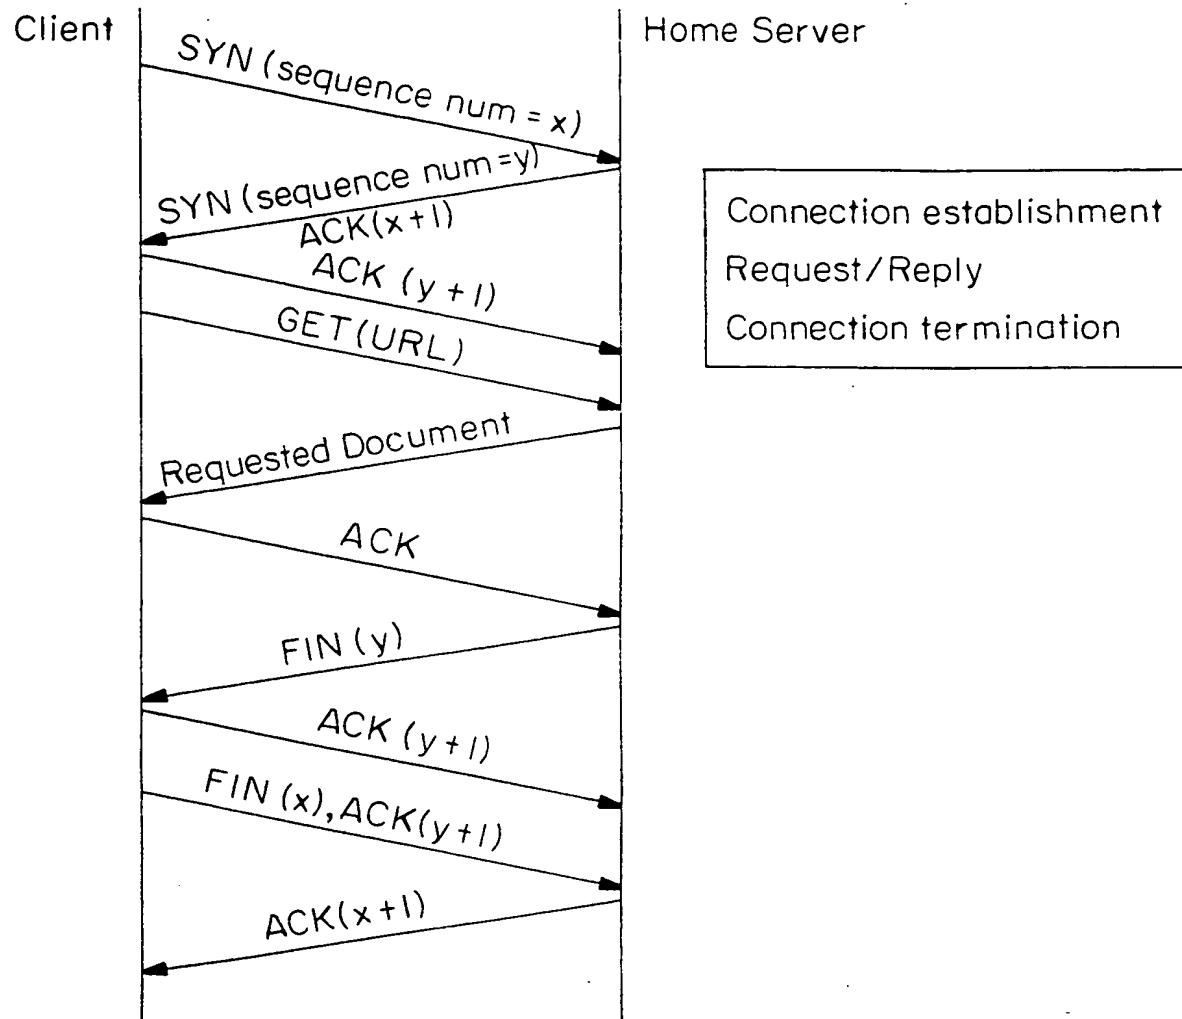 Client
Home Server
SYN (sequence num = x)
SYN (sequence num =y)
ACK(x+1)
ACK (y+1)
GET(URL)
Connection establishment
Request/Reply
Connection termination
Requested Document
ACK
FIN (y)
ACK (y+1)
FIN (x), ACK(y+1)
ACK(x+1)